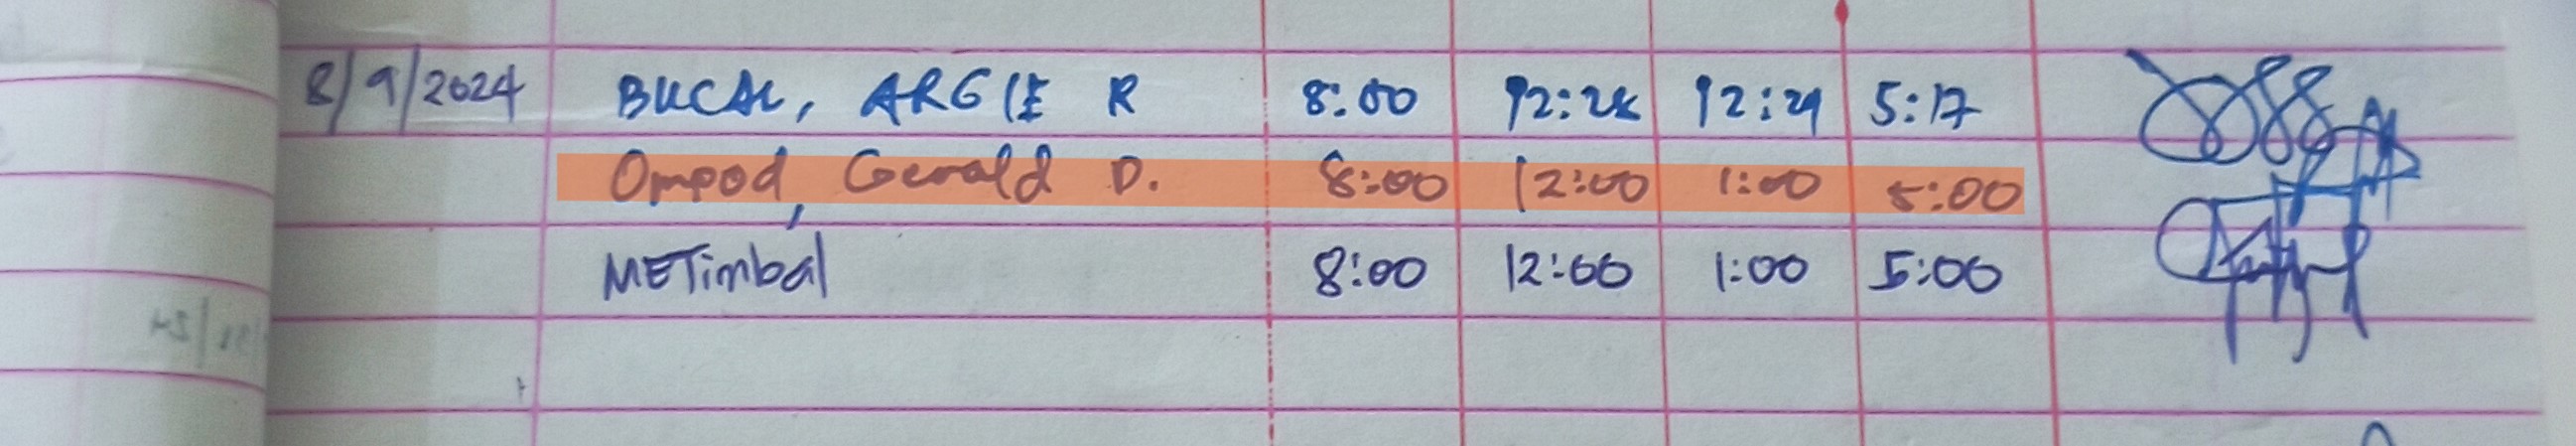 8/9/2024 BUCAL, ARGIE R 8:00 12:28 12:29 5:17
Ompod, Gerald D. 8:00 12:00 1:00 5:00
METimbal 8:00 12:00 1:00 5:00